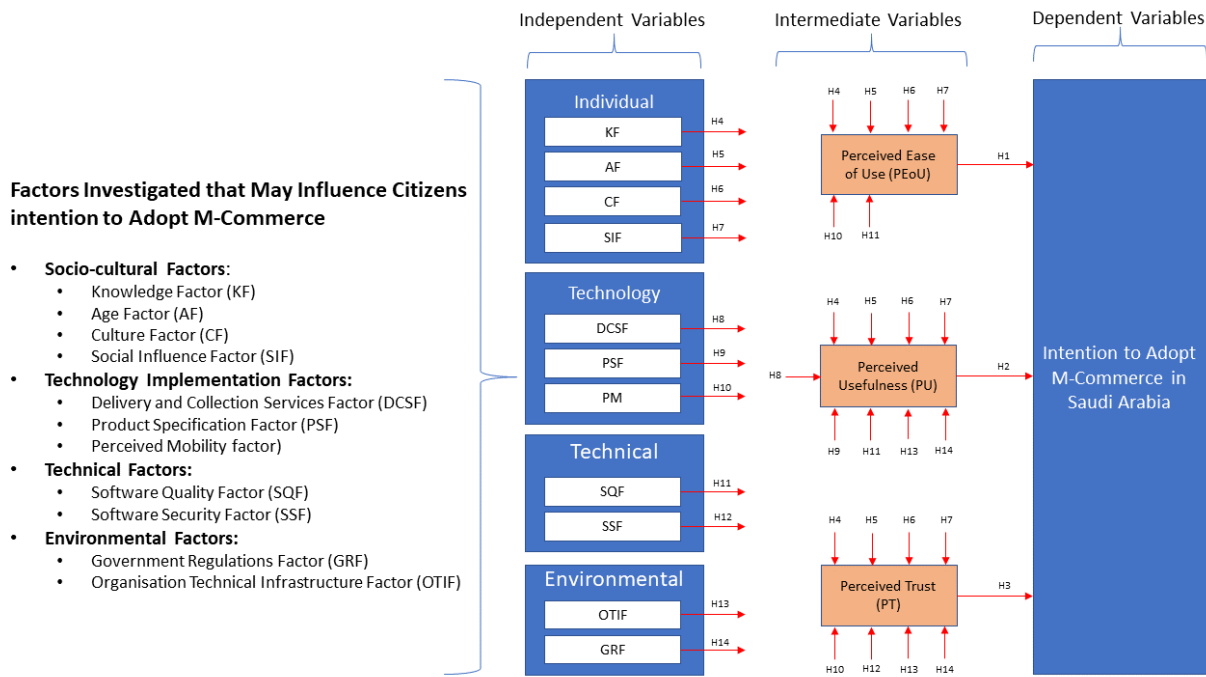 Independent Variables
Intermediate Variables
Dependent Variables
Factors Investigated that May Influence Citizens
intention to Adopt M-Commerce
• Socio-cultural Factors:
• Knowledge Factor (KF)
• Age Factor (AF)
• Culture Factor (CF)
• Social Influence Factor (SIF)
• Technology Implementation Factors:
• Delivery and Collection Services Factor (DCSF)
• Product Specification Factor (PSF)
• Perceived Mobility factor)
• Technical Factors:
• Software Quality Factor (SQF)
• Software Security Factor (SSF)
• Environmental Factors:
• Government Regulations Factor (GRF)
• Organisation Technical Infrastructure Factor (OTIF)
Individual
KF
H4
AF
H5
CF
H6
SIF
H7
Technology
DCSF
H8
PSF
H9
PM
H10
Technical
SQF
H11
SSF
H12
Environmental
OTIF
H13
GRF
H14
H4 H5 H6 H7
Perceived Ease
of Use (PEoU)
H1
H10 H11
H4 H5 H6 H7
H8
Perceived
Usefulness (PU)
H2
H9 H11 H13 H14
H4 H5 H6 H7
Perceived Trust
(PT)
H3
H10 H12 H13 H14
Intention to Adopt
M-Commerce in
Saudi Arabia